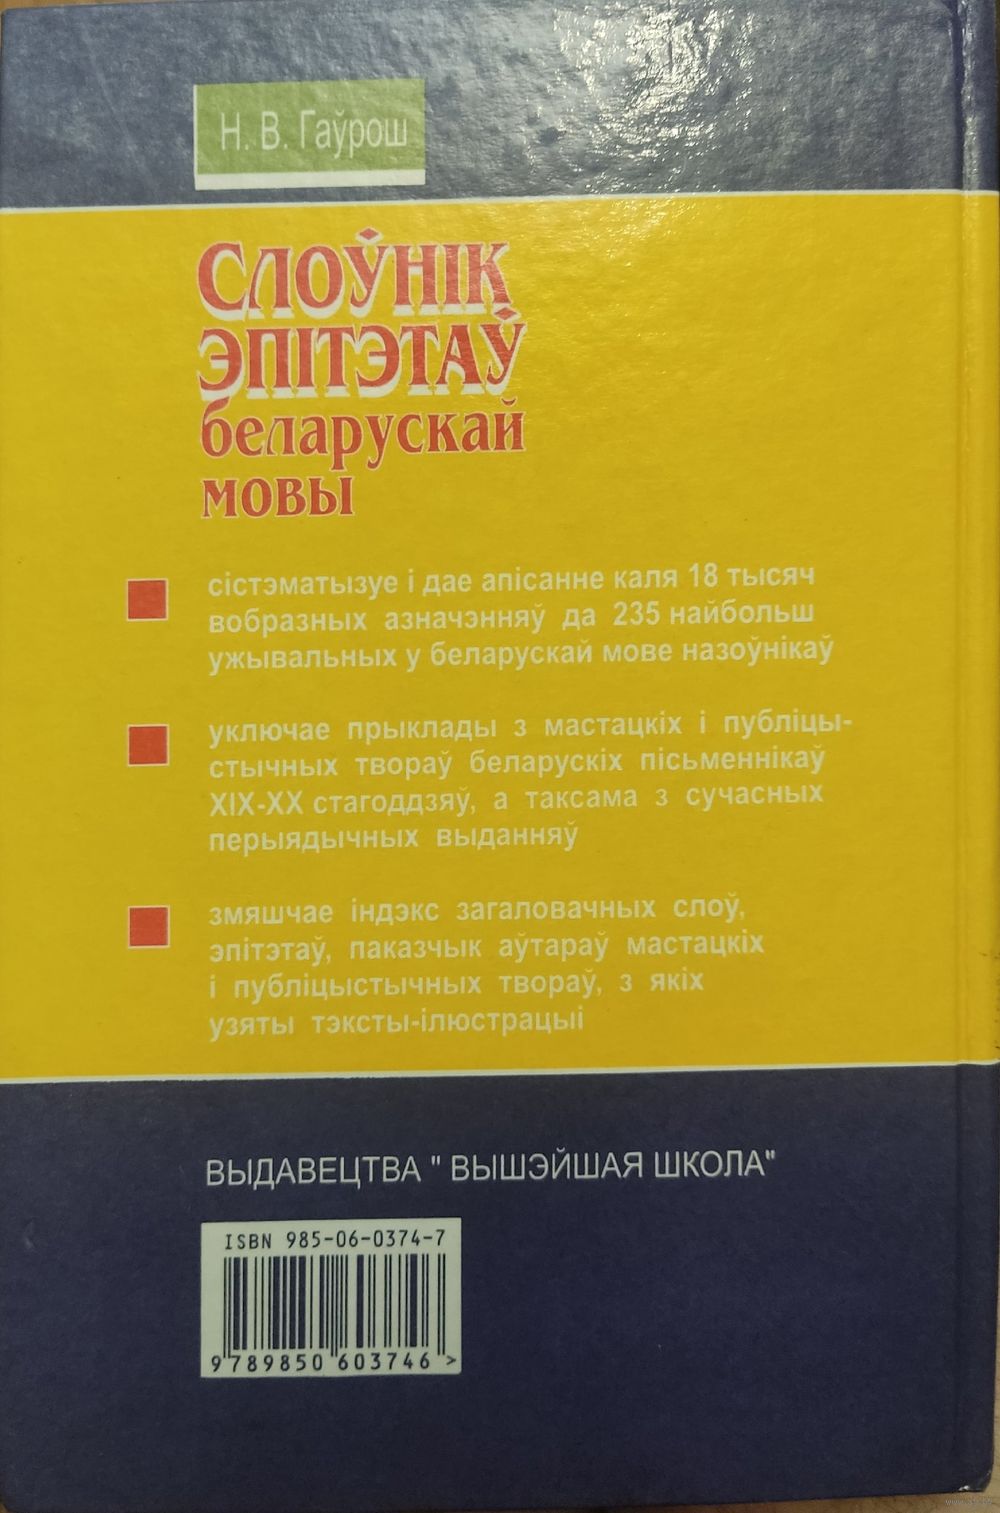 Н. В. Гаўрош
Слоўнік
эпітэтаў
беларускай
мовы
сістэматызуе і дае апісанне каля 18 тысяч
вобразных азначэнняў да 235 найбольш
ужывальных у беларускай мове назоўнікаў
уключае прыклады з мастацкіх і публіцы-
стычных твораў беларускіх пісьменнікаў
XIX-XX стагоддзяў, а таксама з сучасных
перыядычных выданняў
змяшчае індэкс загаловачных слоў,
эпітэтаў, паказчык аўтараў мастацкіх
і публіцыстычных твораў, з якіх
узяты тэксты-ілюстрацыі
ВЫДАВЕЦТВА " ВЫШЭЙШАЯ ШКОЛА"
ISBN 985-06-0374-7
9 789850 603746 >